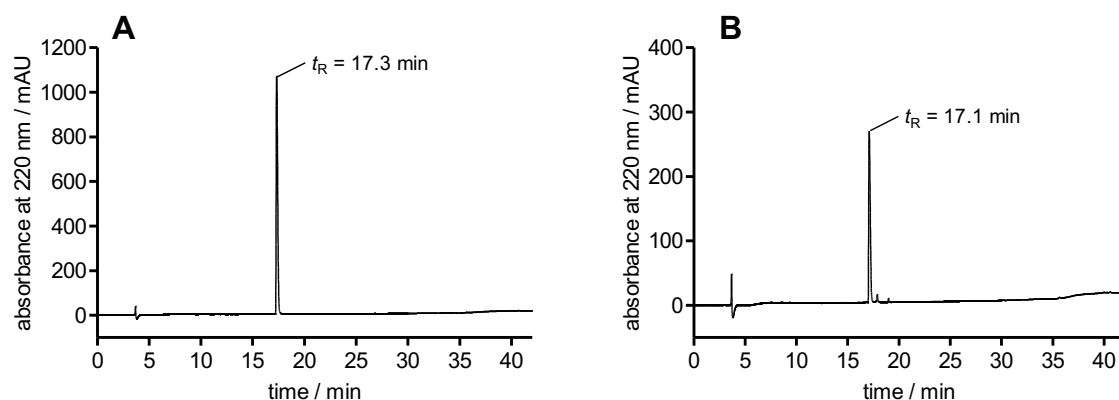 A
1200
1000
800
600
400
200
0
absorbance at 220 nm / mAU
tR = 17.3 min
0 5 10 15 20 25 30 35 40
time / min
B
400
300
200
100
0
absorbance at 220 nm / mAU
tR = 17.1 min
0 5 10 15 20 25 30 35 40
time / min